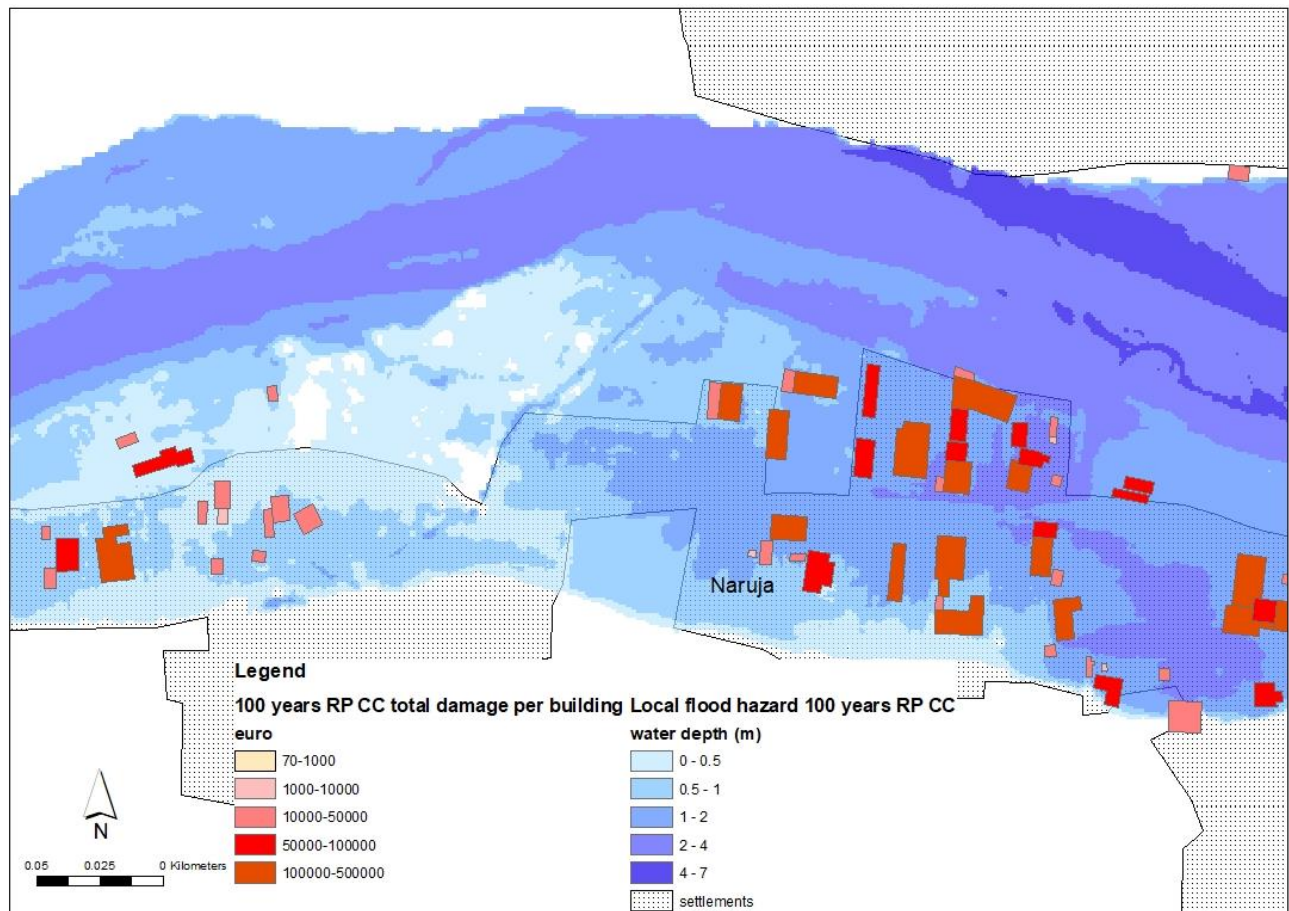 Naruja
Legend
100 years RP CC total damage per building Local flood hazard 100 years RP CC
euro water depth (m)
70-1000 0 - 0.5
1000-10000 0.5 - 1
10000-50000 1 - 2
50000-100000 2 - 4
100000-500000 4 - 7
settlements
N
0.05 0.025 0 Kilometers